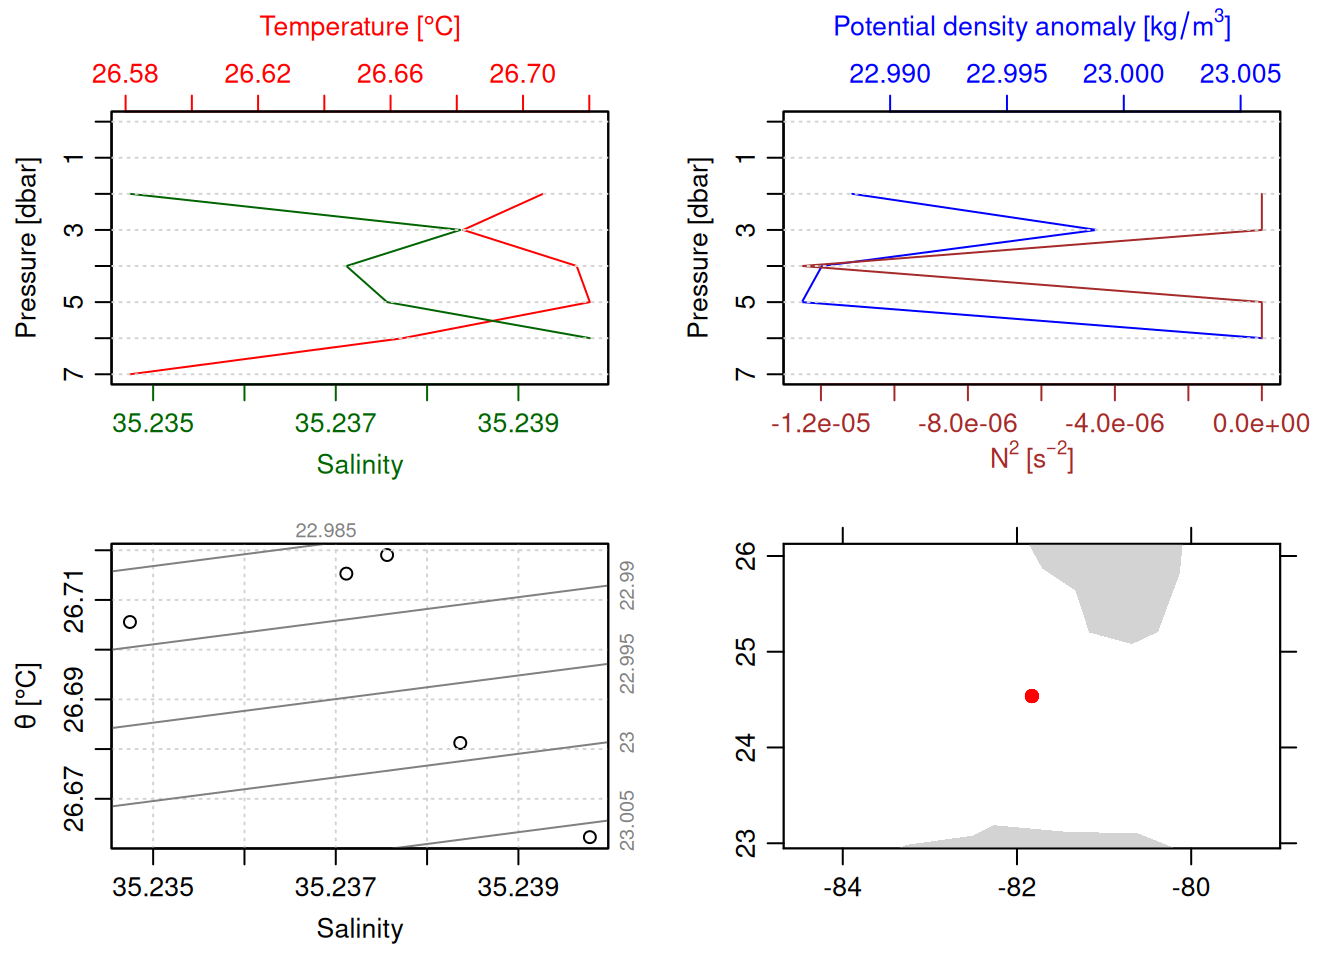 Temperature [°C]
26.58 26.62 26.66 26.70
Pressure [dbar]
1
3
5
7
35.235 35.237 35.239
Salinity
Potential density anomaly [kg/m³]
22.990 22.995 23.000 23.005
Pressure [dbar]
1
3
5
7
-1.2e-05 -8.0e-06 -4.0e-06 0.0e+00
N² [s⁻²]
22.985
22.99
22.995
23
23.005
θ [°C]
26.71
26.69
26.67
35.235 35.237 35.239
Salinity
26
25
24
23
-84 -82 -80